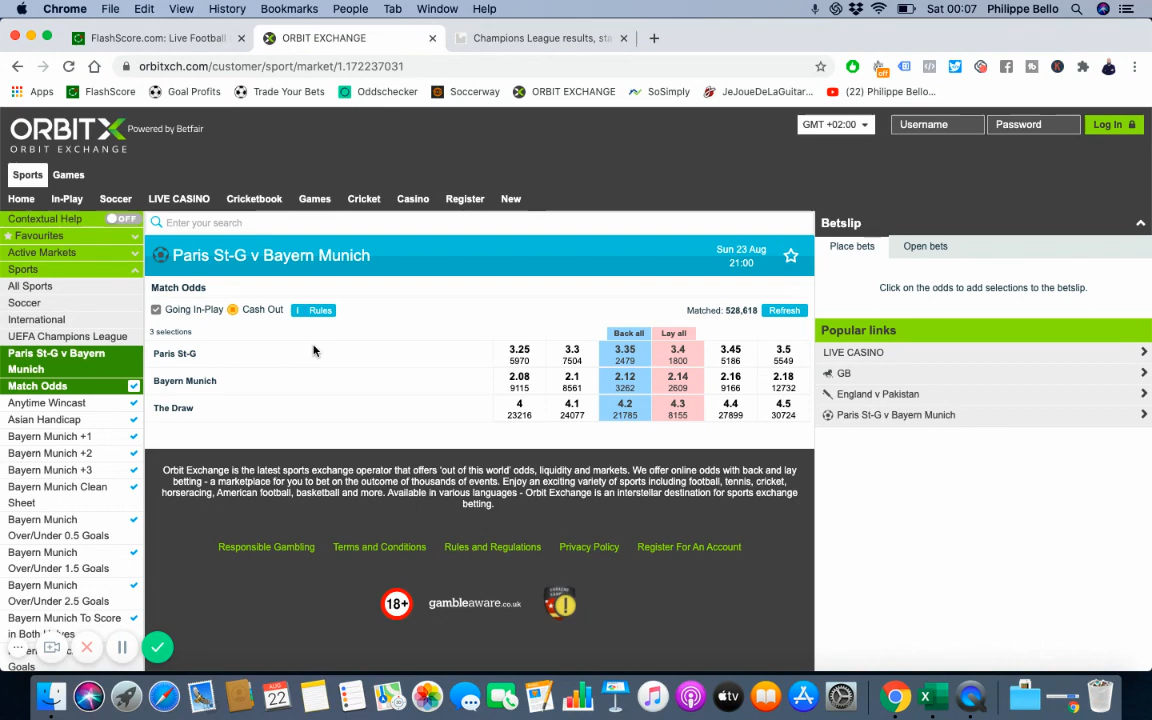 Chrome File Edit View History Bookmarks People Tab Window Help Sat 00:07 Philippe Bello
FlashScore.com: Live Football
ORBIT EXCHANGE
Champions League results, sta
orbitxch.com/customer/sport/market/1.172237031
off
Apps FlashScore Goal Profits Trade Your Bets Oddschecker Soccerway ORBIT EXCHANGE SoSimply JeJoueDeLaGuitar... (22) Philippe Bello...
ORBITX Powered by Betfair
ORBIT EXCHANGE
GMT +02:00 Username Password Log In
Sports Games
Home In-Play Soccer LIVE CASINO Cricketbook Games Cricket Casino Register New
Contextual Help OFF
Favourites
Active Markets
Sports
All Sports
Soccer
International
UEFA Champions League
Paris St-G v Bayern
Munich
Match Odds
Anytime Wincast
Asian Handicap
Bayern Munich +1
Bayern Munich +2
Bayern Munich +3
Bayern Munich Clean
Sheet
Bayern Munich
Over/Under 0.5 Goals
Bayern Munich
Over/Under 1.5 Goals
Bayern Munich
Over/Under 2.5 Goals
Bayern Munich To Score
in Both Halves
Goals
Enter your search
Paris St-G v Bayern Munich
Sun 23 Aug
21:00
Match Odds
Going In-Play Cash Out i Rules Matched: 528,618 Refresh
3 selections Back all Lay all
Paris St-G 3.25 3.3 3.35 3.4 3.45 3.5
5970 7504 2479 1800 5186 5549
Bayern Munich 2.08 2.1 2.12 2.14 2.16 2.18
9115 8561 3262 2609 9166 12732
The Draw 4 4.1 4.2 4.3 4.4 4.5
23216 24077 21785 8155 27899 30724
Orbit Exchange is the latest sports exchange operator that offers 'out of this world' odds, liquidity and markets. We offer online odds with back and lay
betting - a marketplace for you to bet on the outcome of thousands of events. Enjoy an exciting variety of sports including football, tennis, cricket,
horseracing, American football, basketball and more. Available in various languages - Orbit Exchange is an interstellar destination for sports exchange
betting.
Responsible Gambling Terms and Conditions Rules and Regulations Privacy Policy Register For An Account
18+ gambleaware.co.uk
Betslip
Place bets Open bets
Click on the odds to add selections to the betslip.
Popular links
LIVE CASINO
GB
England v Pakistan
Paris St-G v Bayern Munich
AUG
22
tv